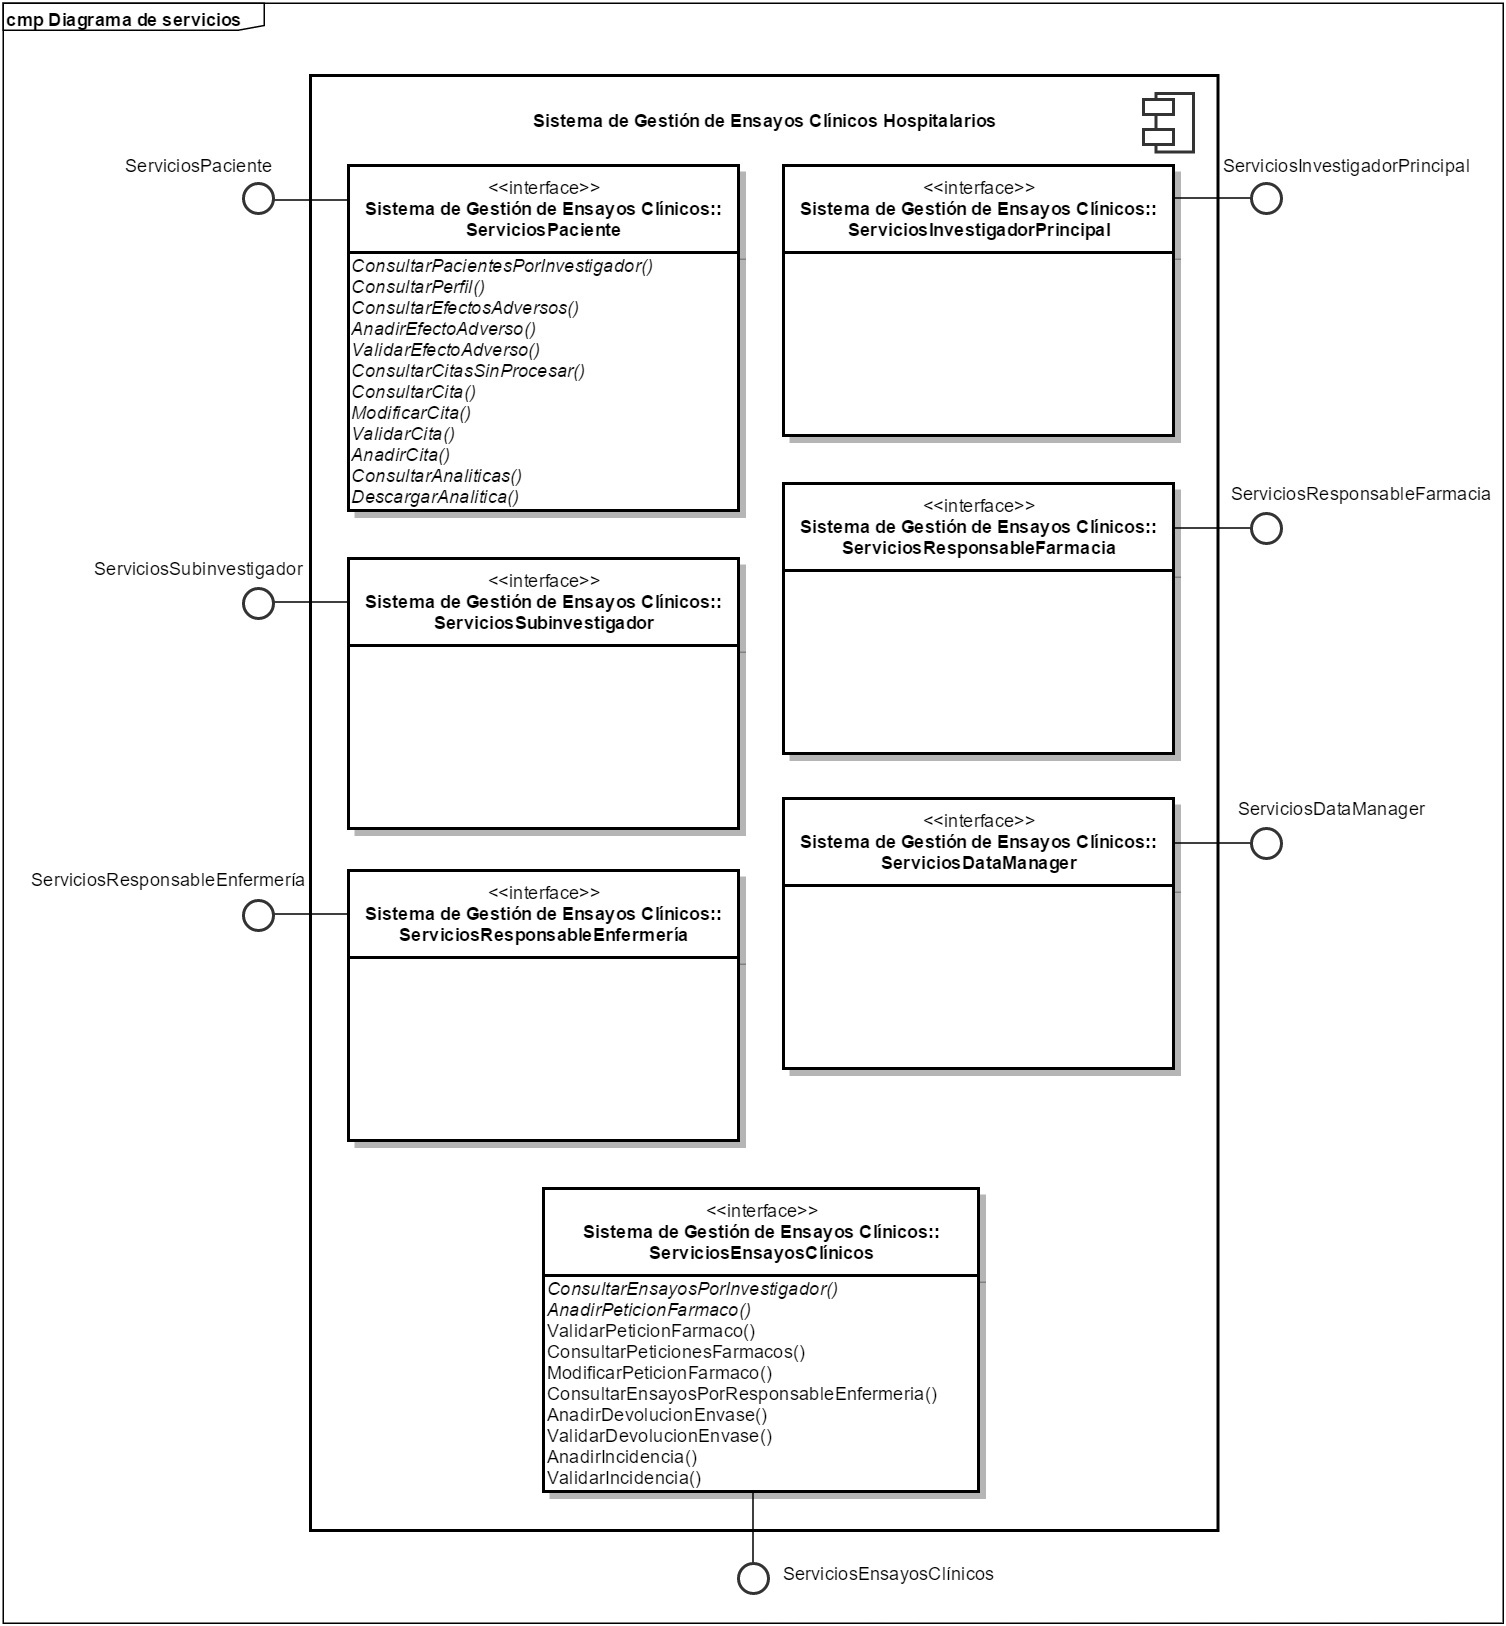 cmp Diagrama de servicios
Sistema de Gestión de Ensayos Clínicos Hospitalarios
ServiciosPaciente
<<interface>>
Sistema de Gestión de Ensayos Clínicos::
ServiciosPaciente
ConsultarPacientesPorInvestigador()
ConsultarPerfil()
ConsultarEfectosAdversos()
AnadirEfectoAdverso()
ValidarEfectoAdverso()
ConsultarCitasSinProcesar()
ConsultarCita()
ModificarCita()
ValidarCita()
AnadirCita()
ConsultarAnaliticas()
DescargarAnalitica()
ServiciosInvestigadorPrincipal
<<interface>>
Sistema de Gestión de Ensayos Clínicos::
ServiciosInvestigadorPrincipal
ServiciosResponsableFarmacia
<<interface>>
Sistema de Gestión de Ensayos Clínicos::
ServiciosResponsableFarmacia
ServiciosSubinvestigador
<<interface>>
Sistema de Gestión de Ensayos Clínicos::
ServiciosSubinvestigador
ServiciosDataManager
<<interface>>
Sistema de Gestión de Ensayos Clínicos::
ServiciosDataManager
ServiciosResponsableEnfermería
<<interface>>
Sistema de Gestión de Ensayos Clínicos::
ServiciosResponsableEnfermería
<<interface>>
Sistema de Gestión de Ensayos Clínicos::
ServiciosEnsayosClínicos
ConsultarEnsayosPorInvestigador()
AnadirPeticionFarmaco()
ValidarPeticionFarmaco()
ConsultarPeticionesFarmacos()
ModificarPeticionFarmaco()
ConsultarEnsayosPorResponsableEnfermeria()
AnadirDevolucionEnvase()
ValidarDevolucionEnvase()
AnadirIncidencia()
ValidarIncidencia()
ServiciosEnsayosClínicos